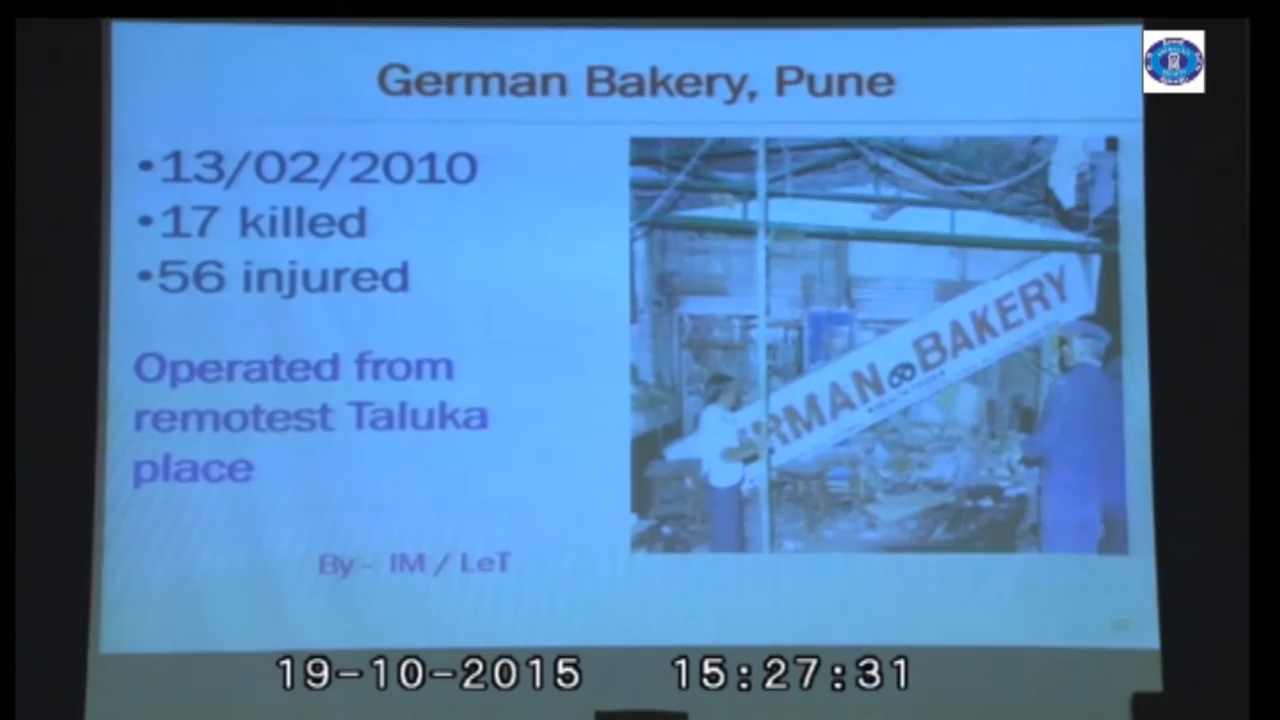 German Bakery, Pune
•13/02/2010
•17 killed
•56 injured
Operated from
remotest Taluka
place
By - IM / LeT
RMAN BAKERY
19-10-2015 15:27:31